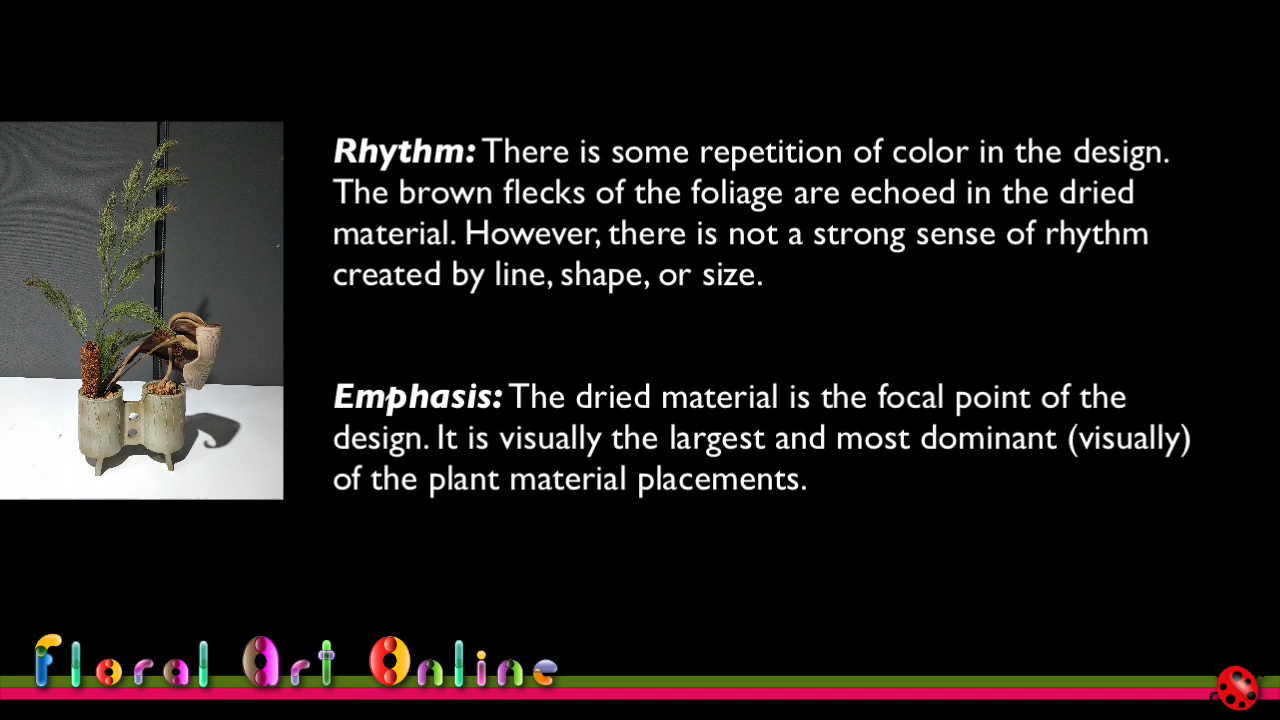 Rhythm: There is some repetition of color in the design.
The brown flecks of the foliage are echoed in the dried
material. However, there is not a strong sense of rhythm
created by line, shape, or size.
Emphasis: The dried material is the focal point of the
design. It is visually the largest and most dominant (visually)
of the plant material placements.
Floral Art Online